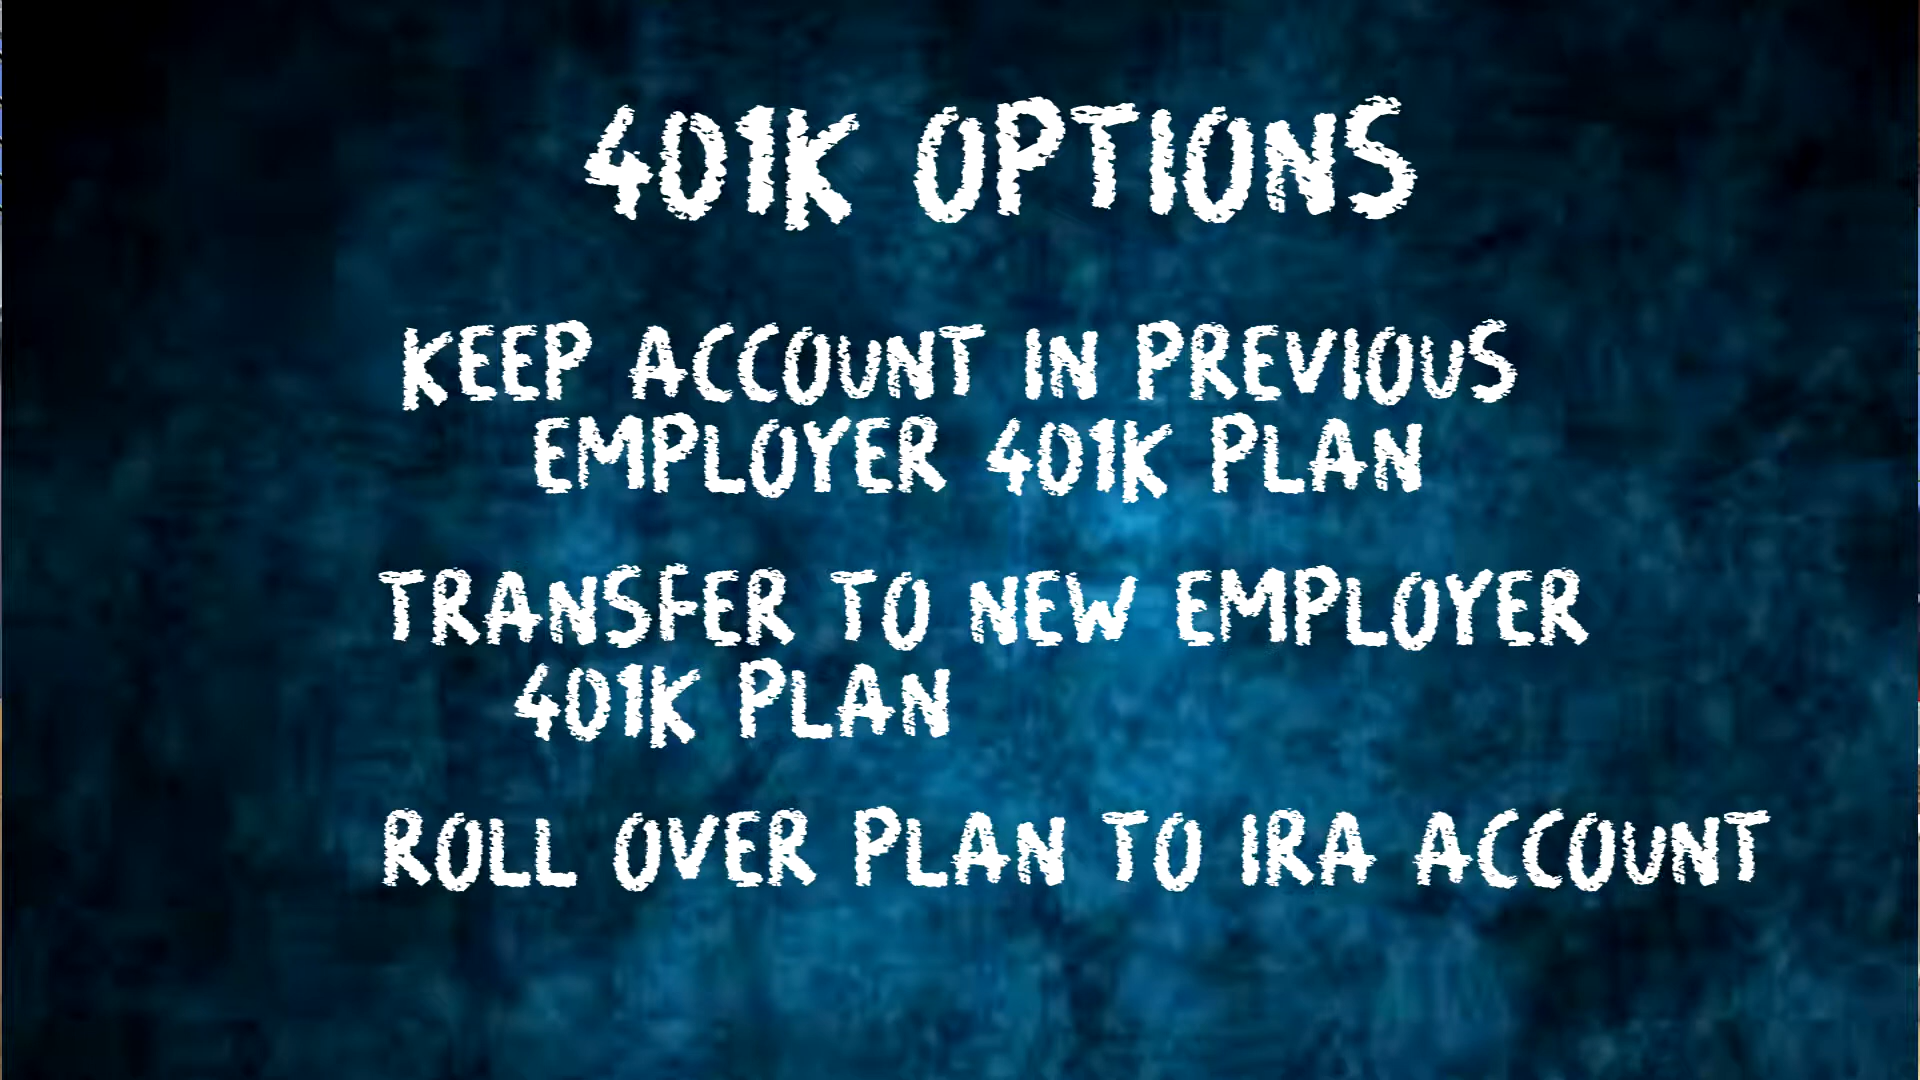 401K OPTIONS
KEEP ACCOUNT IN PREVIOUS
EMPLOYER 401K PLAN
TRANSFER TO NEW EMPLOYER
401K PLAN
ROLL OVER PLAN TO IRA ACCOUNT